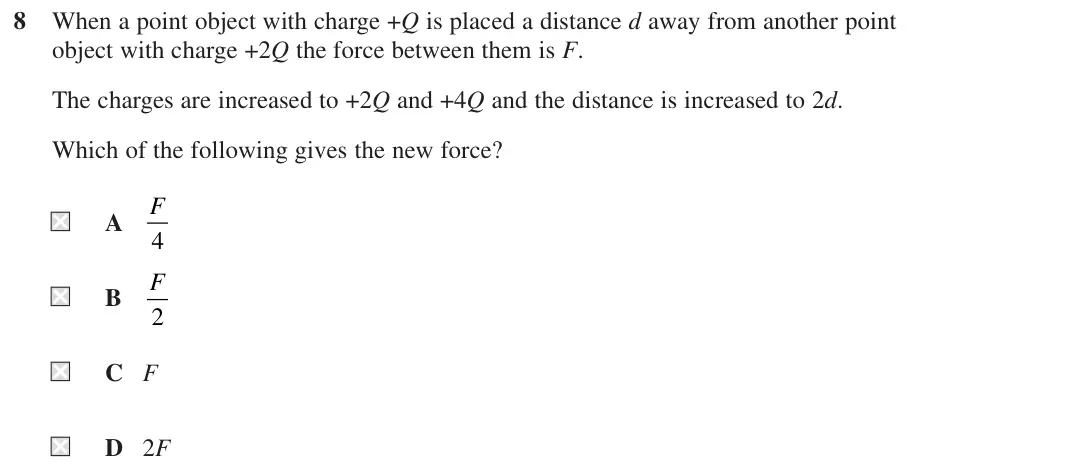 8 When a point object with charge +Q is placed a distance d away from another point
object with charge +2Q the force between them is F.
The charges are increased to +2Q and +4Q and the distance is increased to 2d.
Which of the following gives the new force?
A F/4
B F/2
C F
D 2F